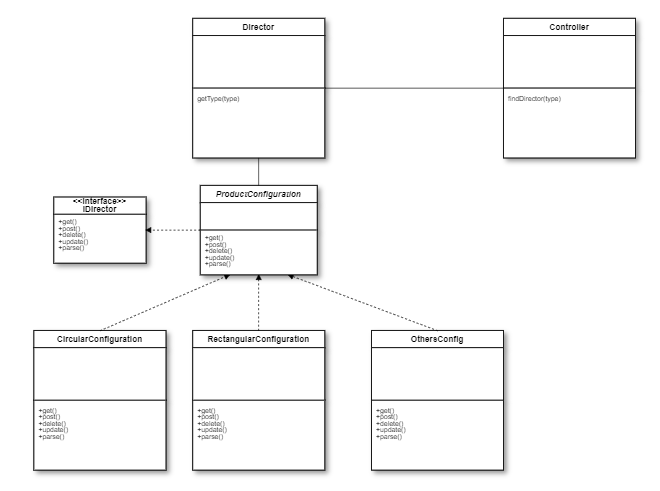 Director
getType(type)
Controller
findDirector(type)
<<Interface>>
IDirector
+get()
+post()
+delete()
+update()
+parse()
ProductConfiguration
+get()
+post()
+delete()
+update()
+parse()
CircularConfiguration
+get()
+post()
+delete()
+update()
+parse()
RectangularConfiguration
+get()
+post()
+delete()
+update()
+parse()
OthersConfig
+get()
+post()
+delete()
+update()
+parse()